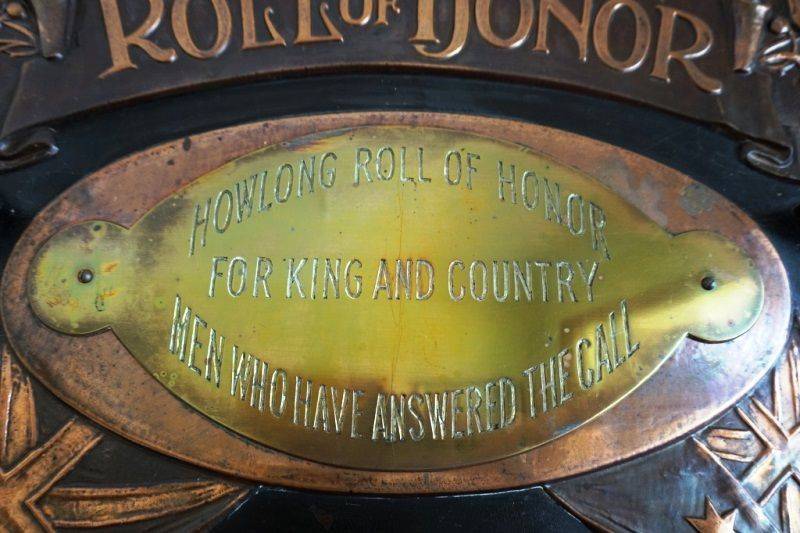 ROLL OF HONOR
HOWLONG ROLL OF HONOR
FOR KING AND COUNTRY
MEN WHO HAVE ANSWERED THE CALL